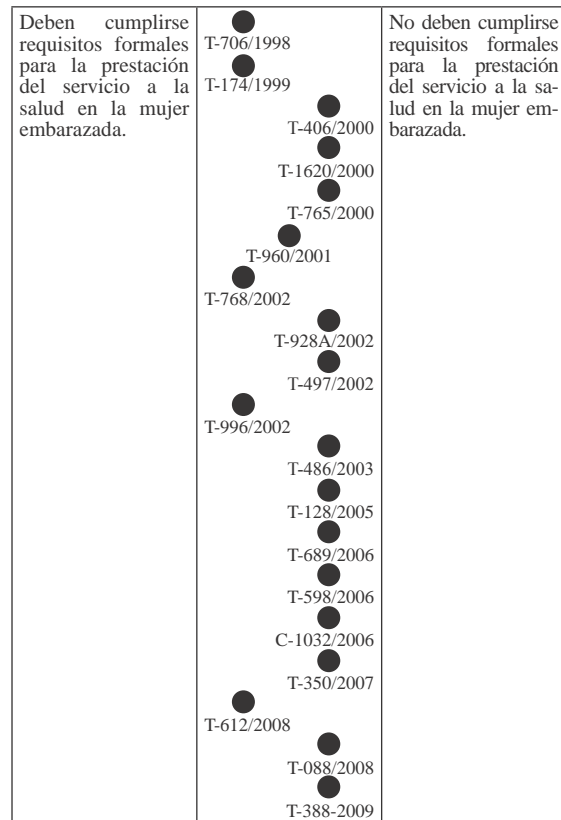 Deben cumplirse
requisitos formales
para la prestación
del servicio a la
salud en la mujer
embarazada.
T-706/1998
T-174/1999
T-406/2000
T-1620/2000
T-765/2000
T-960/2001
T-768/2002
T-928A/2002
T-497/2002
T-996/2002
T-486/2003
T-128/2005
T-689/2006
T-598/2006
C-1032/2006
T-350/2007
T-612/2008
T-088/2008
T-388-2009
No deben cumplirse
requisitos formales
para la prestación
del servicio a la sa-
lud en la mujer em-
barazada.